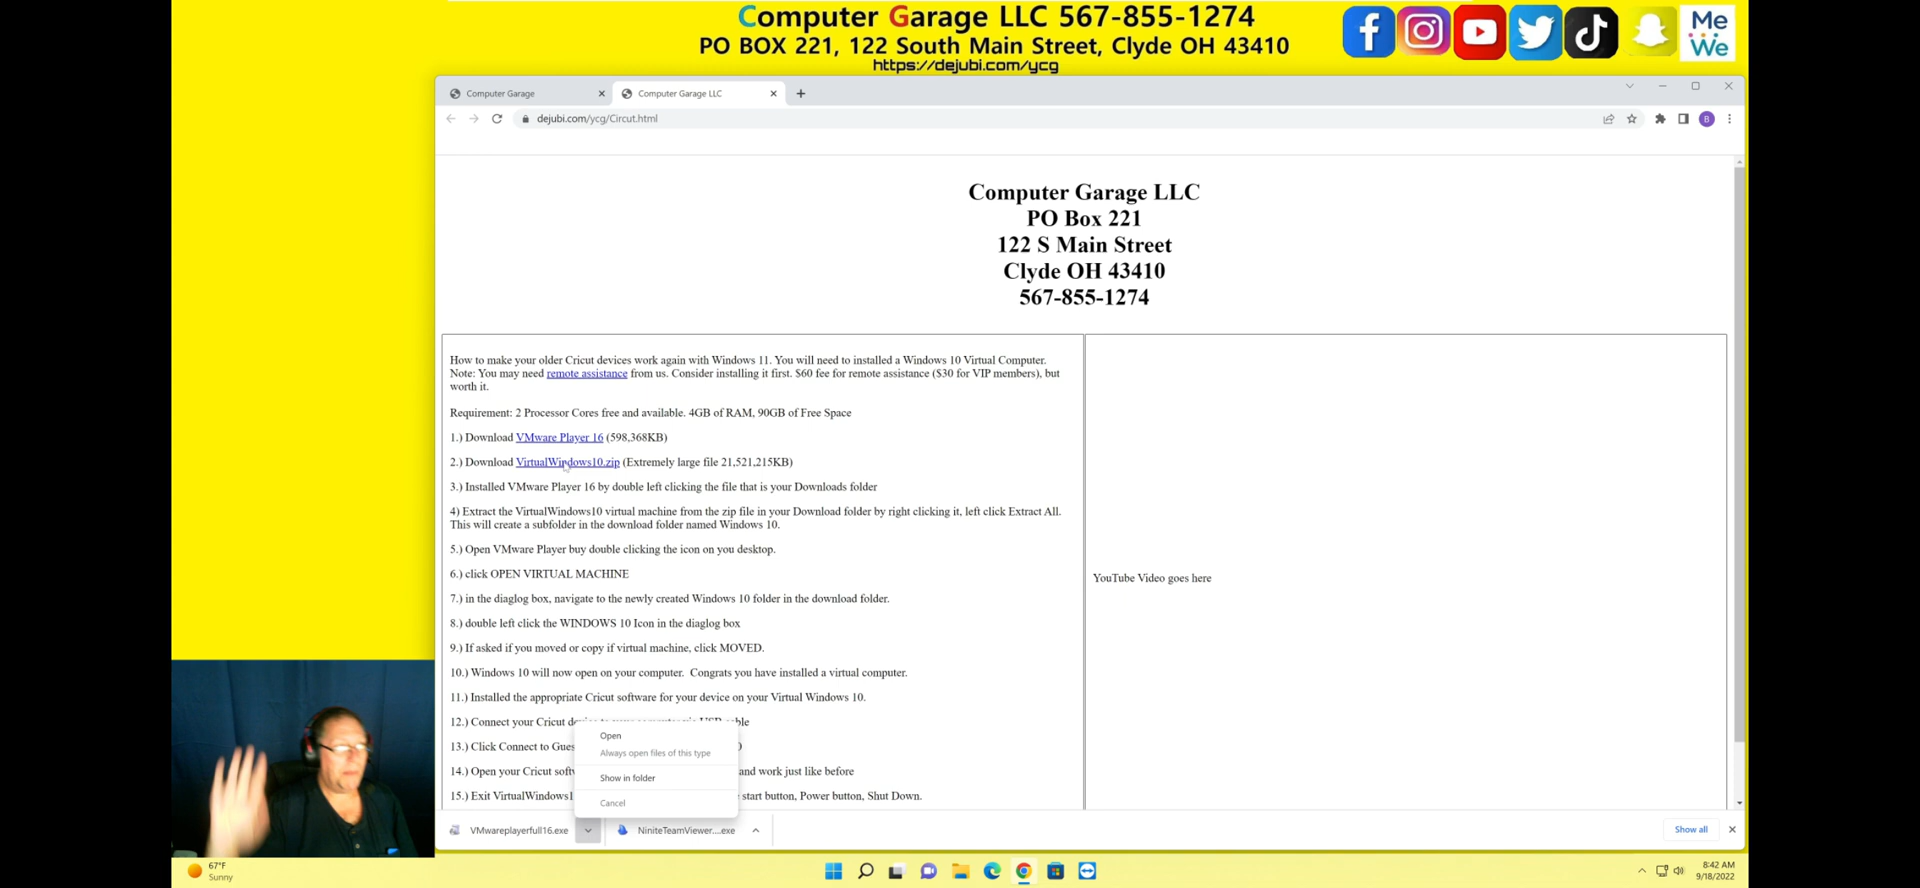 Computer Garage LLC 567-855-1274
PO BOX 221, 122 South Main Street, Clyde OH 43410
https://dejubi.com/ycg
Me
We
Computer Garage
Computer Garage LLC
dejubi.com/ycg/Circut.html
B
Computer Garage LLC
PO Box 221
122 S Main Street
Clyde OH 43410
567-855-1274
How to make your older Cricut devices work again with Windows 11. You will need to installed a Windows 10 Virtual Computer.
Note: You may need remote assistance from us. Consider installing it first. $60 fee for remote assistance ($30 for VIP members), but
worth it.
Requirement: 2 Processor Cores free and available. 4GB of RAM, 90GB of Free Space
1.) Download VMware Player 16 (598,368KB)
2.) Download VirtualWindows10.zip (Extremely large file 21,521,215KB)
3.) Installed VMware Player 16 by double left clicking the file that is your Downloads folder
4) Extract the VirtualWindows10 virtual machine from the zip file in your Download folder by right clicking it, left click Extract All.
This will create a subfolder in the download folder named Windows 10.
5.) Open VMware Player buy double clicking the icon on you desktop.
6.) click OPEN VIRTUAL MACHINE
7.) in the diaglog box, navigate to the newly created Windows 10 folder in the download folder.
8.) double left click the WINDOWS 10 Icon in the diaglog box
9.) If asked if you moved or copy if virtual machine, click MOVED.
10.) Windows 10 will now open on your computer. Congrats you have installed a virtual computer.
11.) Installed the appropriate Cricut software for your device on your Virtual Windows 10.
12.) Connect your Cricut
13.) Click Connect to
14.) Open your Cricut and work just like before
15.) Exit start button, Power button, Shut Down.
YouTube Video goes here
Open
Always open files of this type
Show in folder
Cancel
VMwareplayerfull16.exe
NiniteTeamViewer....exe
Show all
67°F
Sunny
8:42 AM
9/18/2022